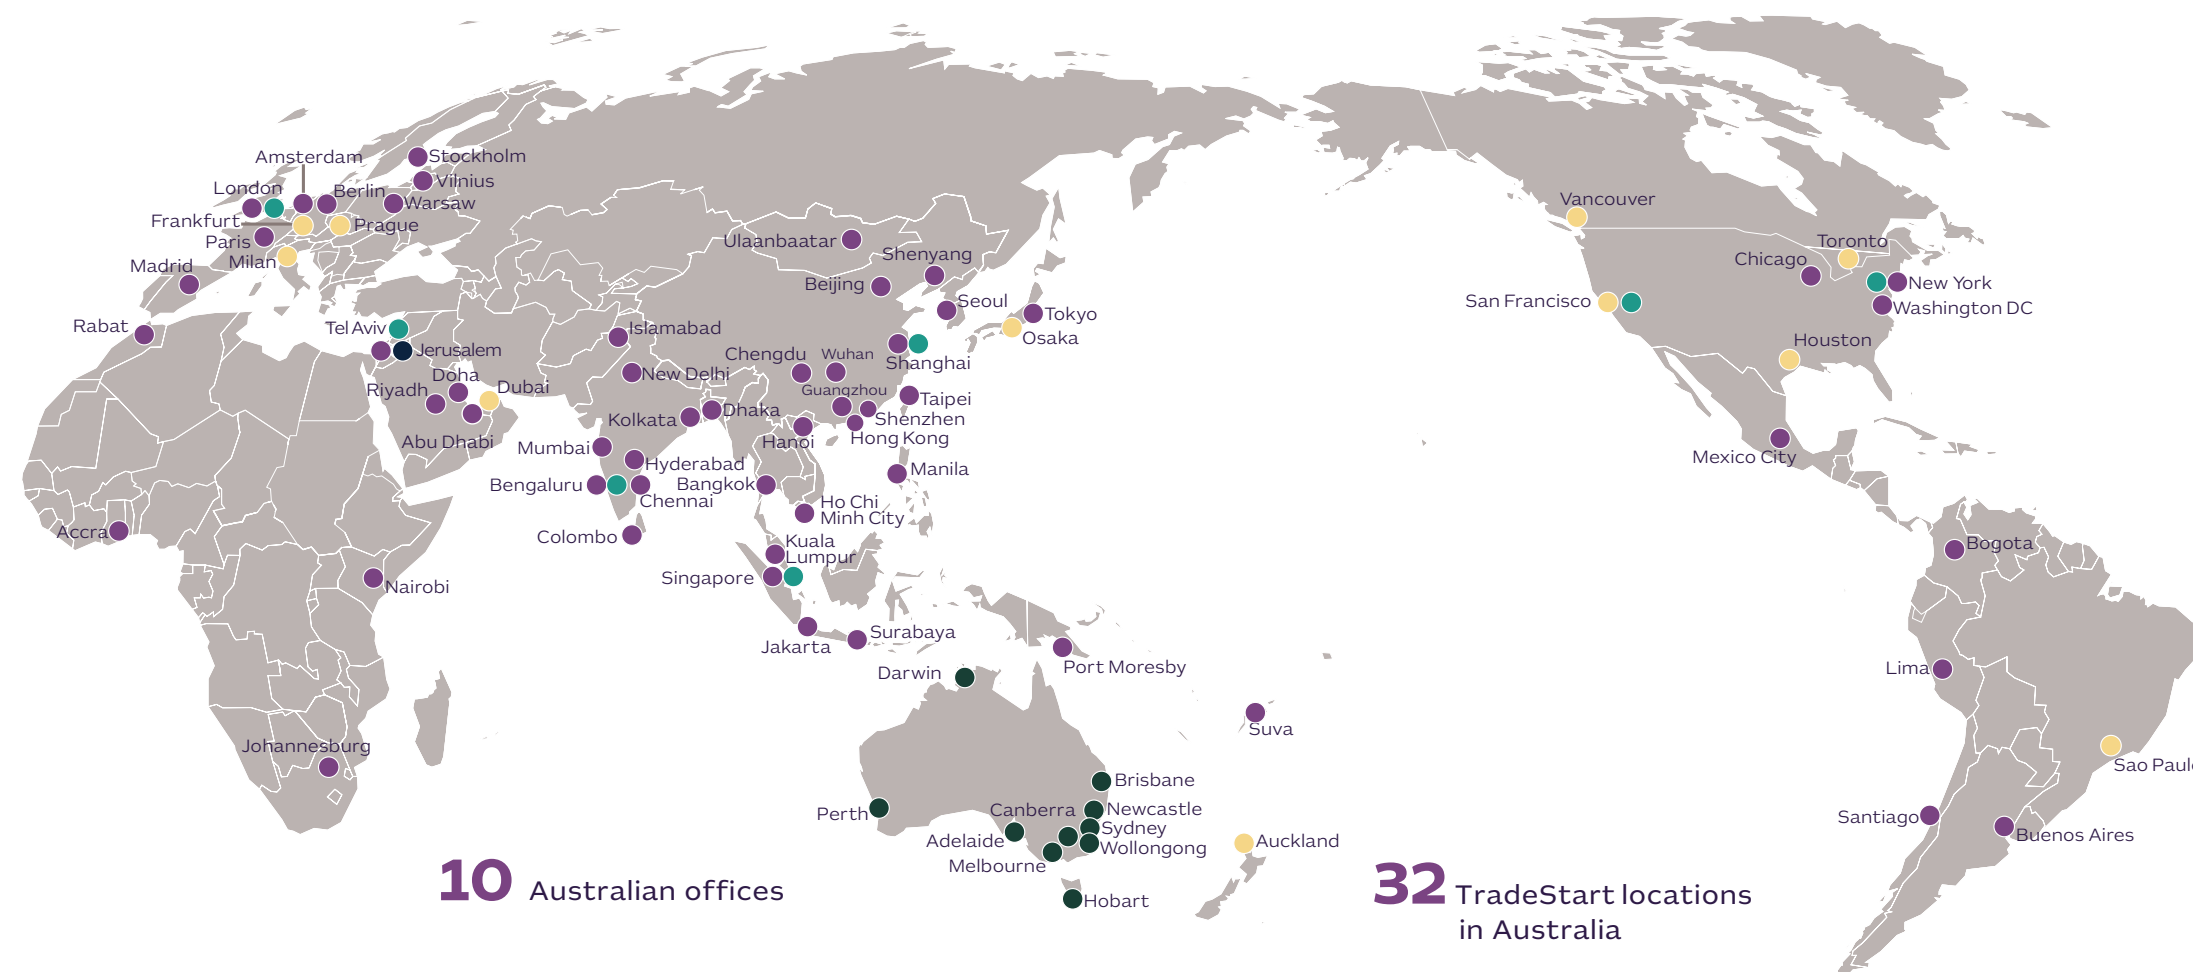 Amsterdam
Stockholm
London
Berlin
Vilnius
Warsaw
Frankfurt
Prague
Paris
Milan
Madrid
Rabat
Tel Aviv
Jerusalem
Doha
Riyadh
Dubai
Abu Dhabi
Accra
Nairobi
Johannesburg
Ulaanbaatar
Shenyang
Beijing
Seoul
Tokyo
Osaka
Islamabad
Chengdu
Wuhan
Shanghai
New Delhi
Guangzhou
Taipei
Kolkata
Dhaka
Shenzhen
Hanoi
Hong Kong
Mumbai
Hyderabad
Manila
Bengaluru
Chennai
Bangkok
Ho Chi
Minh City
Colombo
Kuala
Lumpur
Singapore
Jakarta
Surabaya
Port Moresby
Darwin
Suva
Brisbane
Perth
Canberra
Newcastle
Sydney
Adelaide
Wollongong
Melbourne
Auckland
Hobart
Vancouver
Toronto
Chicago
New York
San Francisco
Washington DC
Houston
Mexico City
Bogota
Lima
Sao Paul
Santiago
Buenos Aires
10 Australian offices
32 TradeStart locations
in Australia